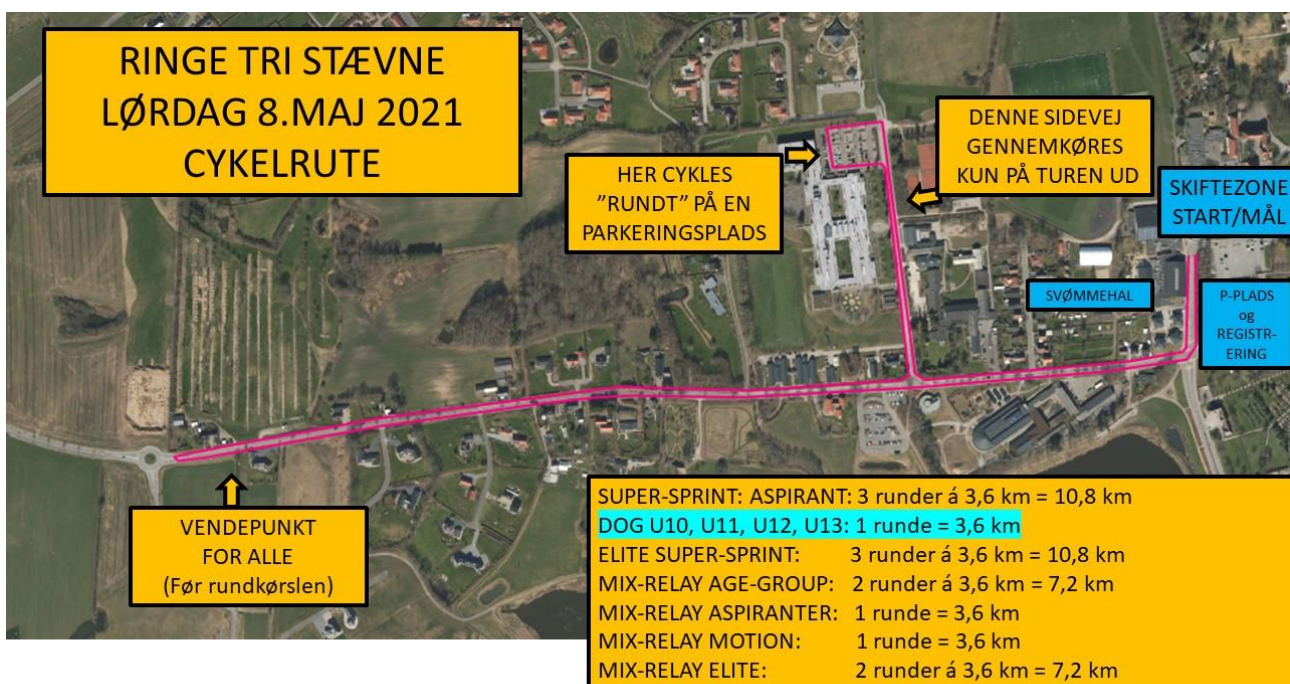 RINGE TRI STÆVNE
LØRDAG 8.MAJ 2021
CYKELRUTE
HER CYKLES
”RUNDT” PÅ EN
PARKERINGSPLADS
DENNE SIDEVEJ
GENNEMKØRES
KUN PÅ TUREN UD
SKIFTEZONE
START/MÅL
SVØMMEHAL
P-PLADS
og
REGISTR-
ERING
VENDEPUNKT
FOR ALLE
(Før rundkørslen)
SUPER-SPRINT: ASPIRANT: 3 runder á 3,6 km = 10,8 km
DOG U10, U11, U12, U13: 1 runde = 3,6 km
ELITE SUPER-SPRINT: 3 runder á 3,6 km = 10,8 km
MIX-RELAY AGE-GROUP: 2 runder á 3,6 km = 7,2 km
MIX-RELAY ASPIRANTER: 1 runde = 3,6 km
MIX-RELAY MOTION: 1 runde = 3,6 km
MIX-RELAY ELITE: 2 runder á 3,6 km = 7,2 km